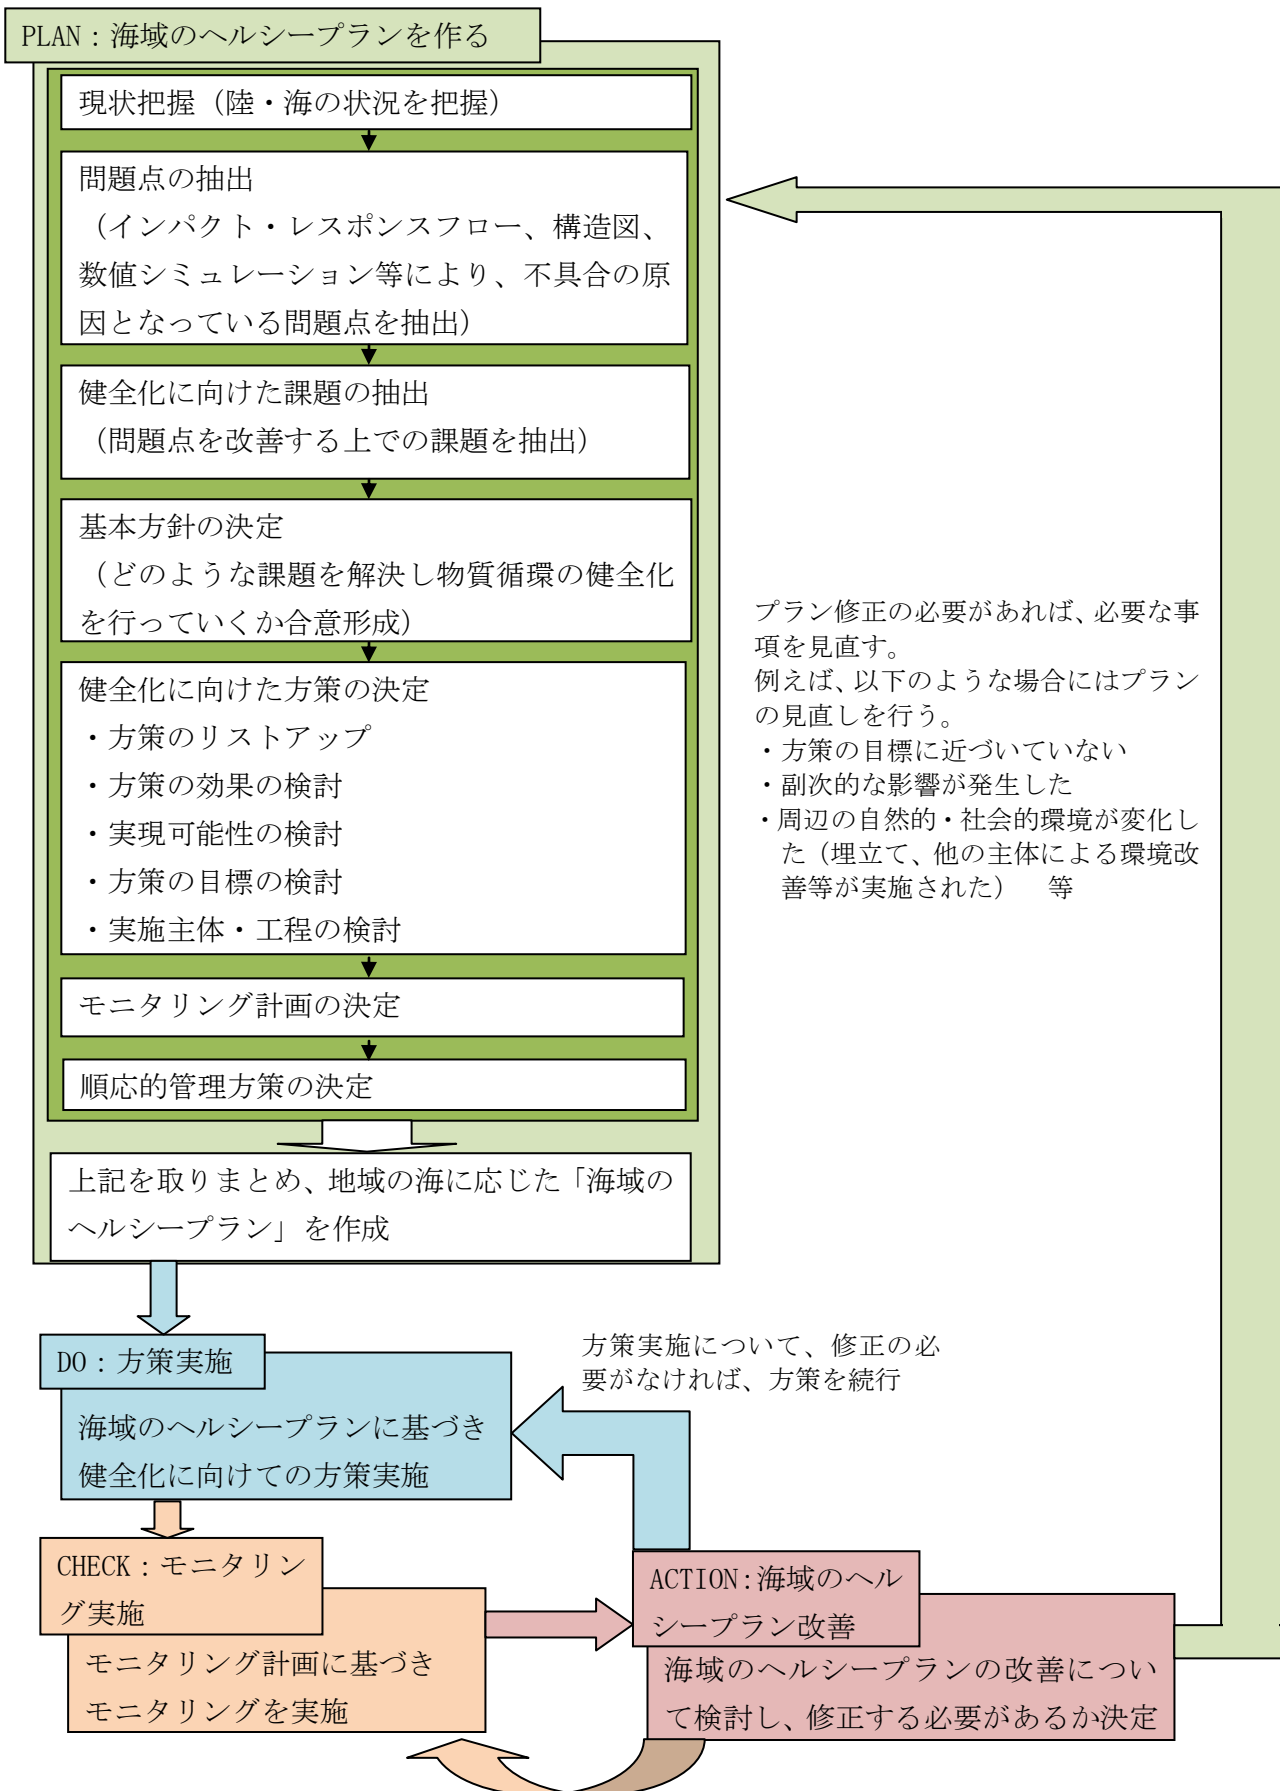 PLAN：海域のヘルシープランを作る
現状把握（陸・海の状況を把握）
問題点の抽出
（インパクト・レスポンスフロー、構造図、
数値シミュレーション等により、不具合の原
因となっている問題点を抽出）
健全化に向けた課題の抽出
（問題点を改善する上での課題を抽出）
基本方針の決定
（どのような課題を解決し物質循環の健全化
を行っていくか合意形成）
健全化に向けた方策の決定
・方策のリストアップ
・方策の効果の検討
・実現可能性の検討
・方策の目標の検討
・実施主体・工程の検討
モニタリング計画の決定
順応的管理方策の決定
上記を取りまとめ、地域の海に応じた「海域の
ヘルシープラン」を作成
プラン修正の必要があれば、必要な事
項を見直す。
例えば、以下のような場合にはプラン
の見直しを行う。
・方策の目標に近づいていない
・副次的な影響が発生した
・周辺の自然的・社会的環境が変化し
た（埋立て、他の主体による環境改
善等が実施された）　等
DO：方策実施
海域のヘルシープランに基づき
健全化に向けての方策実施
方策実施について、修正の必
要がなければ、方策を続行
CHECK：モニタリン
グ実施
モニタリング計画に基づき
モニタリングを実施
ACTION:海域のヘル
シープラン改善
海域のヘルシープランの改善につい
て検討し、修正する必要があるか決定